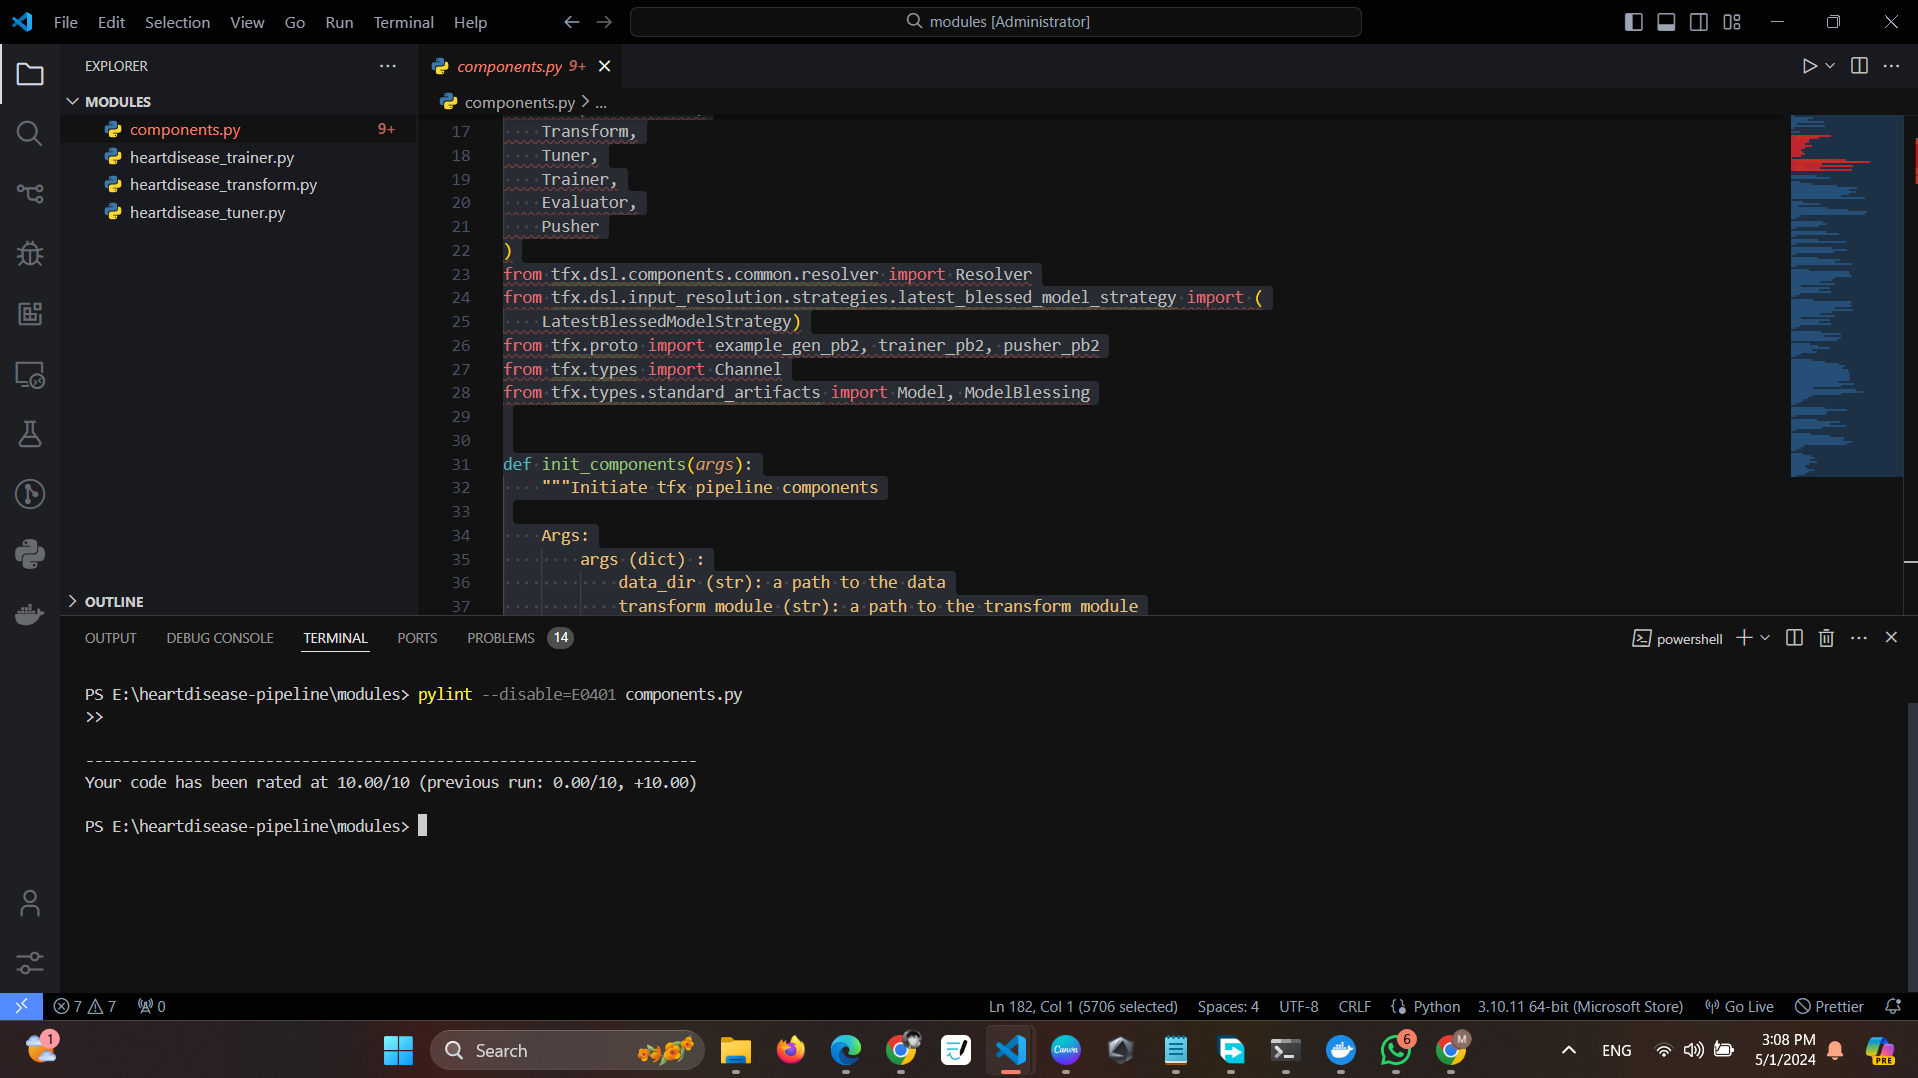 File Edit Selection View Go Run Terminal Help
modules [Administrator]
EXPLORER
MODULES
components.py 9+
heartdisease_trainer.py
heartdisease_transform.py
heartdisease_tuner.py
OUTLINE
components.py 9+
components.py > ...
17 Transform,
18 Tuner,
19 Trainer,
20 Evaluator,
21 Pusher
22 )
23 from tfx.dsl.components.common.resolver import Resolver
24 from tfx.dsl.input_resolution.strategies.latest_blessed_model_strategy import (
25 LatestBlessedModelStrategy)
26 from tfx.proto import example_gen_pb2, trainer_pb2, pusher_pb2
27 from tfx.types import Channel
28 from tfx.types.standard_artifacts import Model, ModelBlessing
29
30
31 def init_components(args):
32 """Initiate tfx pipeline components
33
34 Args:
35 args (dict) :
36 data_dir (str): a path to the data
37 transform_module (str): a path to the transform_module
OUTPUT DEBUG CONSOLE TERMINAL PORTS PROBLEMS 14
powershell
PS E:\heartdisease-pipeline\modules> pylint --disable=E0401 components.py
>>
--------------------------------------------------------------------
Your code has been rated at 10.00/10 (previous run: 0.00/10, +10.00)
PS E:\heartdisease-pipeline\modules>
7 7 0
Ln 182, Col 1 (5706 selected) Spaces: 4 UTF-8 CRLF Python 3.10.11 64-bit (Microsoft Store) Go Live Prettier
1
Search
Canva
6
M
ENG
3:08 PM
5/1/2024
PRE